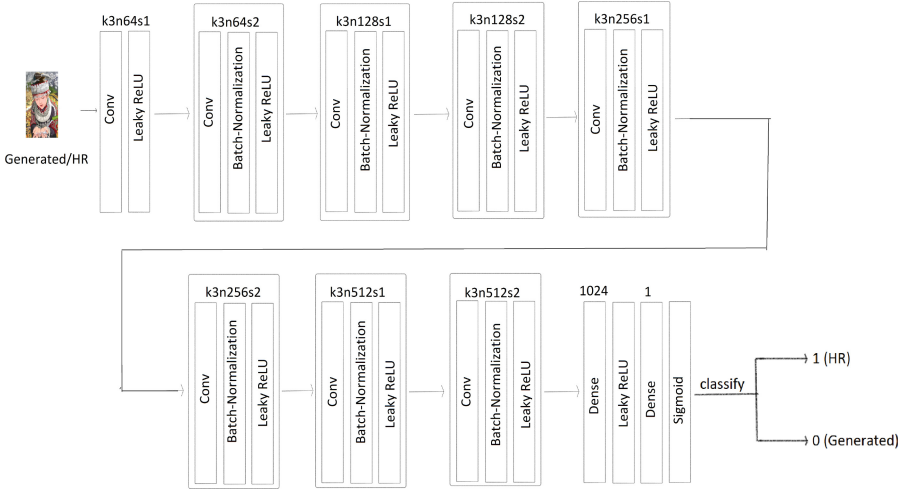 k3n64s1
k3n64s2
k3n128s1
k3n128s2
k3n256s1
Generated/HR
Conv
Leaky ReLU
Conv
Batch-Normalization
Leaky ReLU
Conv
Batch-Normalization
Leaky ReLU
Conv
Batch-Normalization
Leaky ReLU
Conv
Batch-Normalization
Leaky ReLU
k3n256s2
k3n512s1
k3n512s2
1024
1
Conv
Batch-Normalization
Leaky ReLU
Conv
Batch-Normalization
Leaky ReLU
Conv
Batch-Normalization
Leaky ReLU
Dense
Leaky ReLU
Dense
Sigmoid
classify
1 (HR)
0 (Generated)